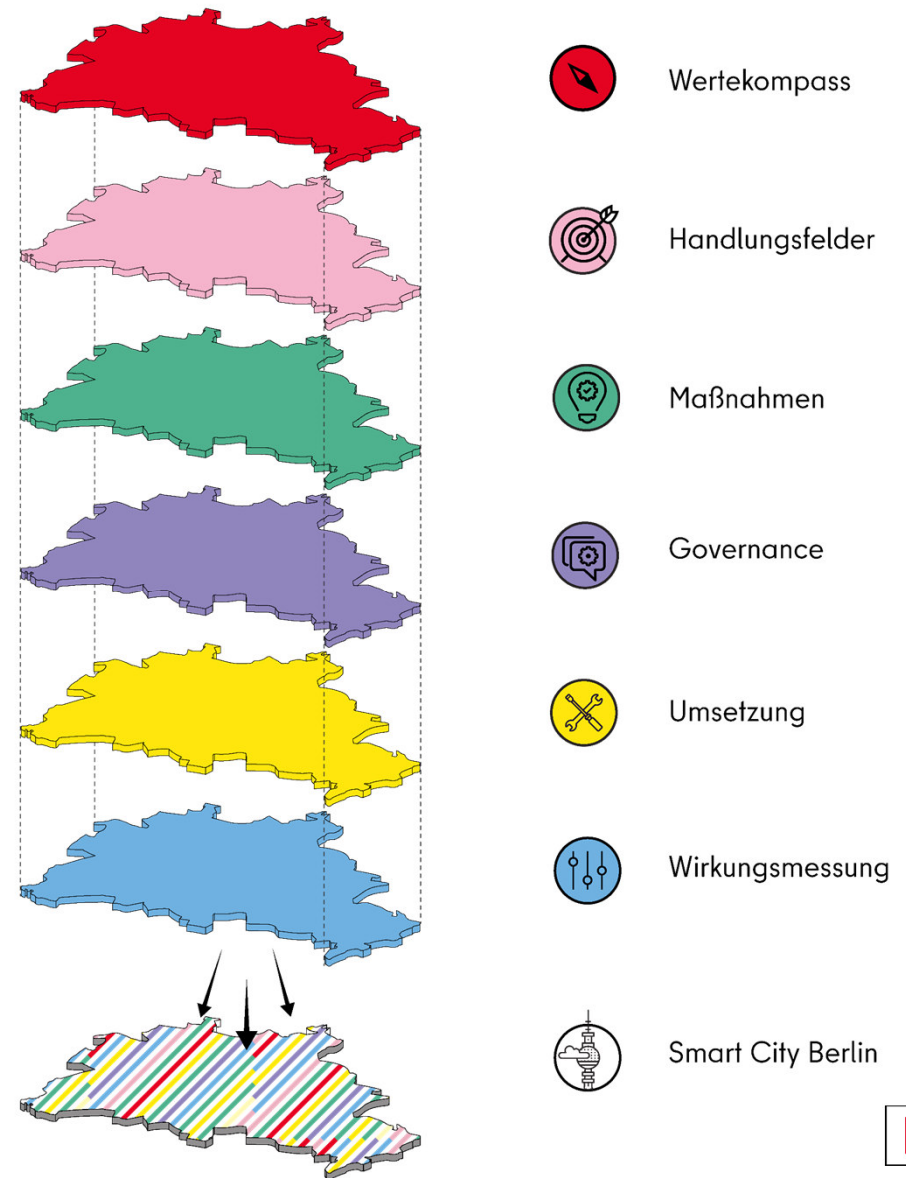 Wertekompass
Handlungsfelder
Maßnahmen
Governance
Umsetzung
Wirkungsmessung
Smart City Berlin